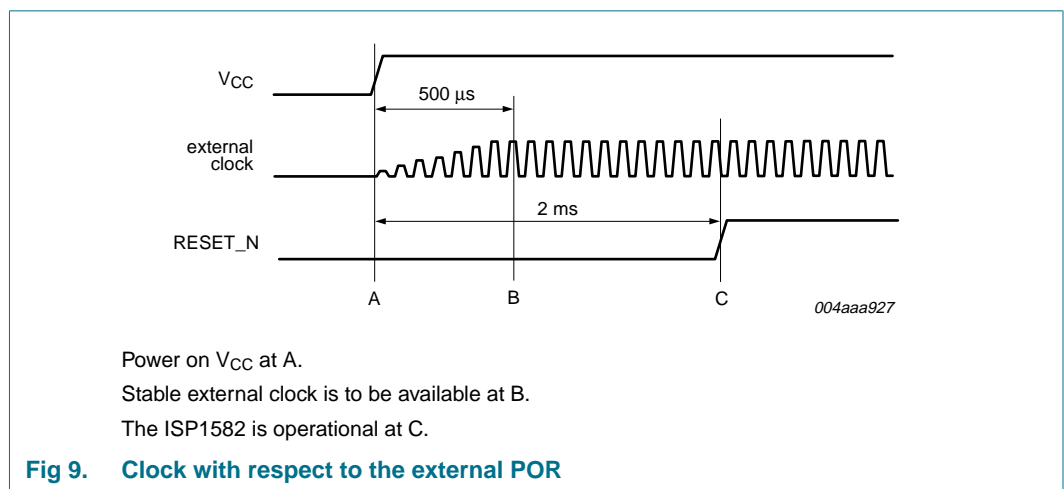 VCC
500 µs
external
clock
2 ms
RESET_N
A
B
C
004aaa927
Power on VCC at A.
Stable external clock is to be available at B.
The ISP1582 is operational at C.
Fig 9. Clock with respect to the external POR